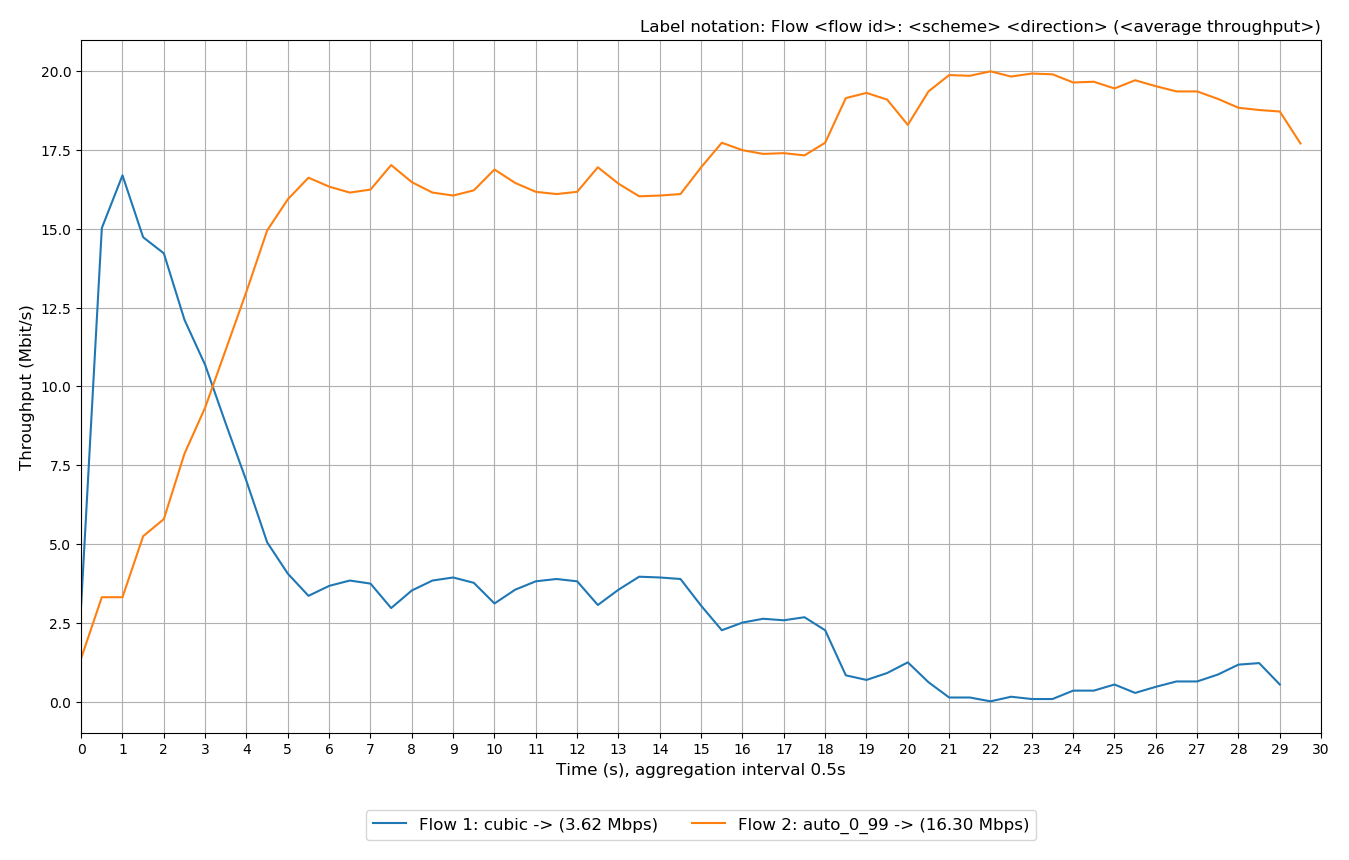 Label notation: Flow <flow id>: <scheme> <direction> (<average throughput>)
20.0
17.5
15.0
12.5
10.0
7.5
5.0
2.5
0.0
Throughput (Mbit/s)
0 1 2 3 4 5 6 7 8 9 10 11 12 13 14 15 16 17 18 19 20 21 22 23 24 25 26 27 28 29 30
Time (s), aggregation interval 0.5s
Flow 1: cubic -> (3.62 Mbps) Flow 2: auto_0_99 -> (16.30 Mbps)